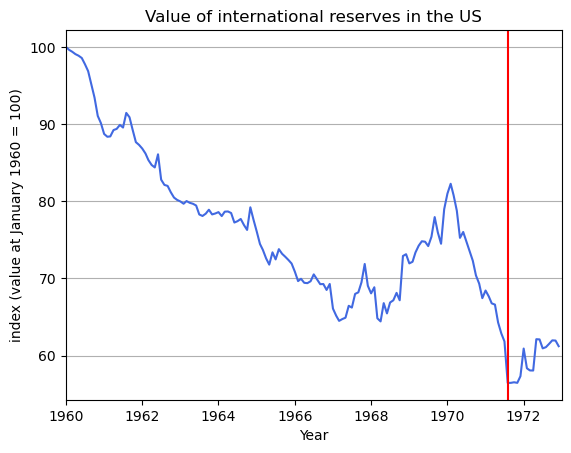 Value of international reserves in the US
index (value at January 1960 = 100)
100
90
80
70
60
1960 1962 1964 1966 1968 1970 1972
Year